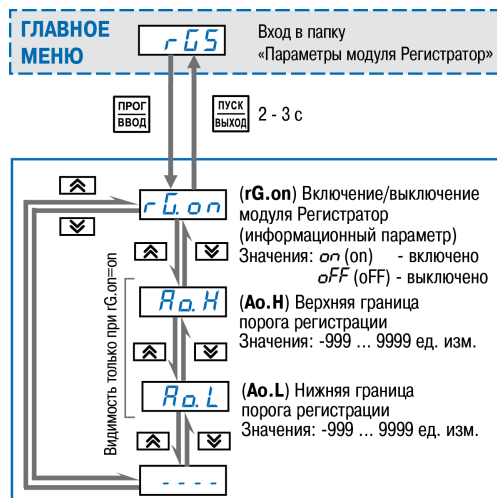 ГЛАВНОЕ МЕНЮ
rGS
Вход в папку
«Параметры модуля Регистратор»
ПРОГ
ВВОД
ПУСК
ВЫХОД
2 - 3 с
rG.on
(rG.on) Включение/выключение
модуля Регистратор
(информационный параметр)
Значения: on (on) - включено
oFF (oFF) - выключено
Видимость только при rG.on=on
Ao.H
(Ao.H) Верхняя граница
порога регистрации
Значения: -999 ... 9999 ед. изм.
Ao.L
(Ao.L) Нижняя граница
порога регистрации
Значения: -999 ... 9999 ед. изм.
- - - -